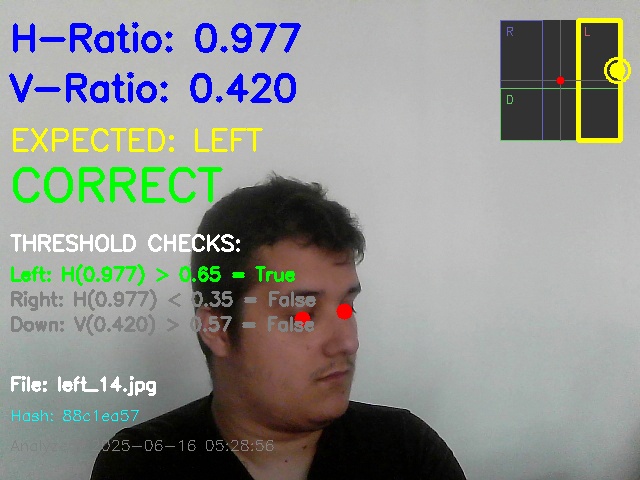 H-Ratio: 0.977
V-Ratio: 0.420
EXPECTED: LEFT
CORRECT
THRESHOLD CHECKS:
Left: H(0.977) > 0.65 = True
Right: H(0.977) < 0.35 = False
Down: V(0.420) > 0.57 = False
File: left_14.jpg
Hash: 88c1ea57
2025-06-16 05:28:56
R L
D